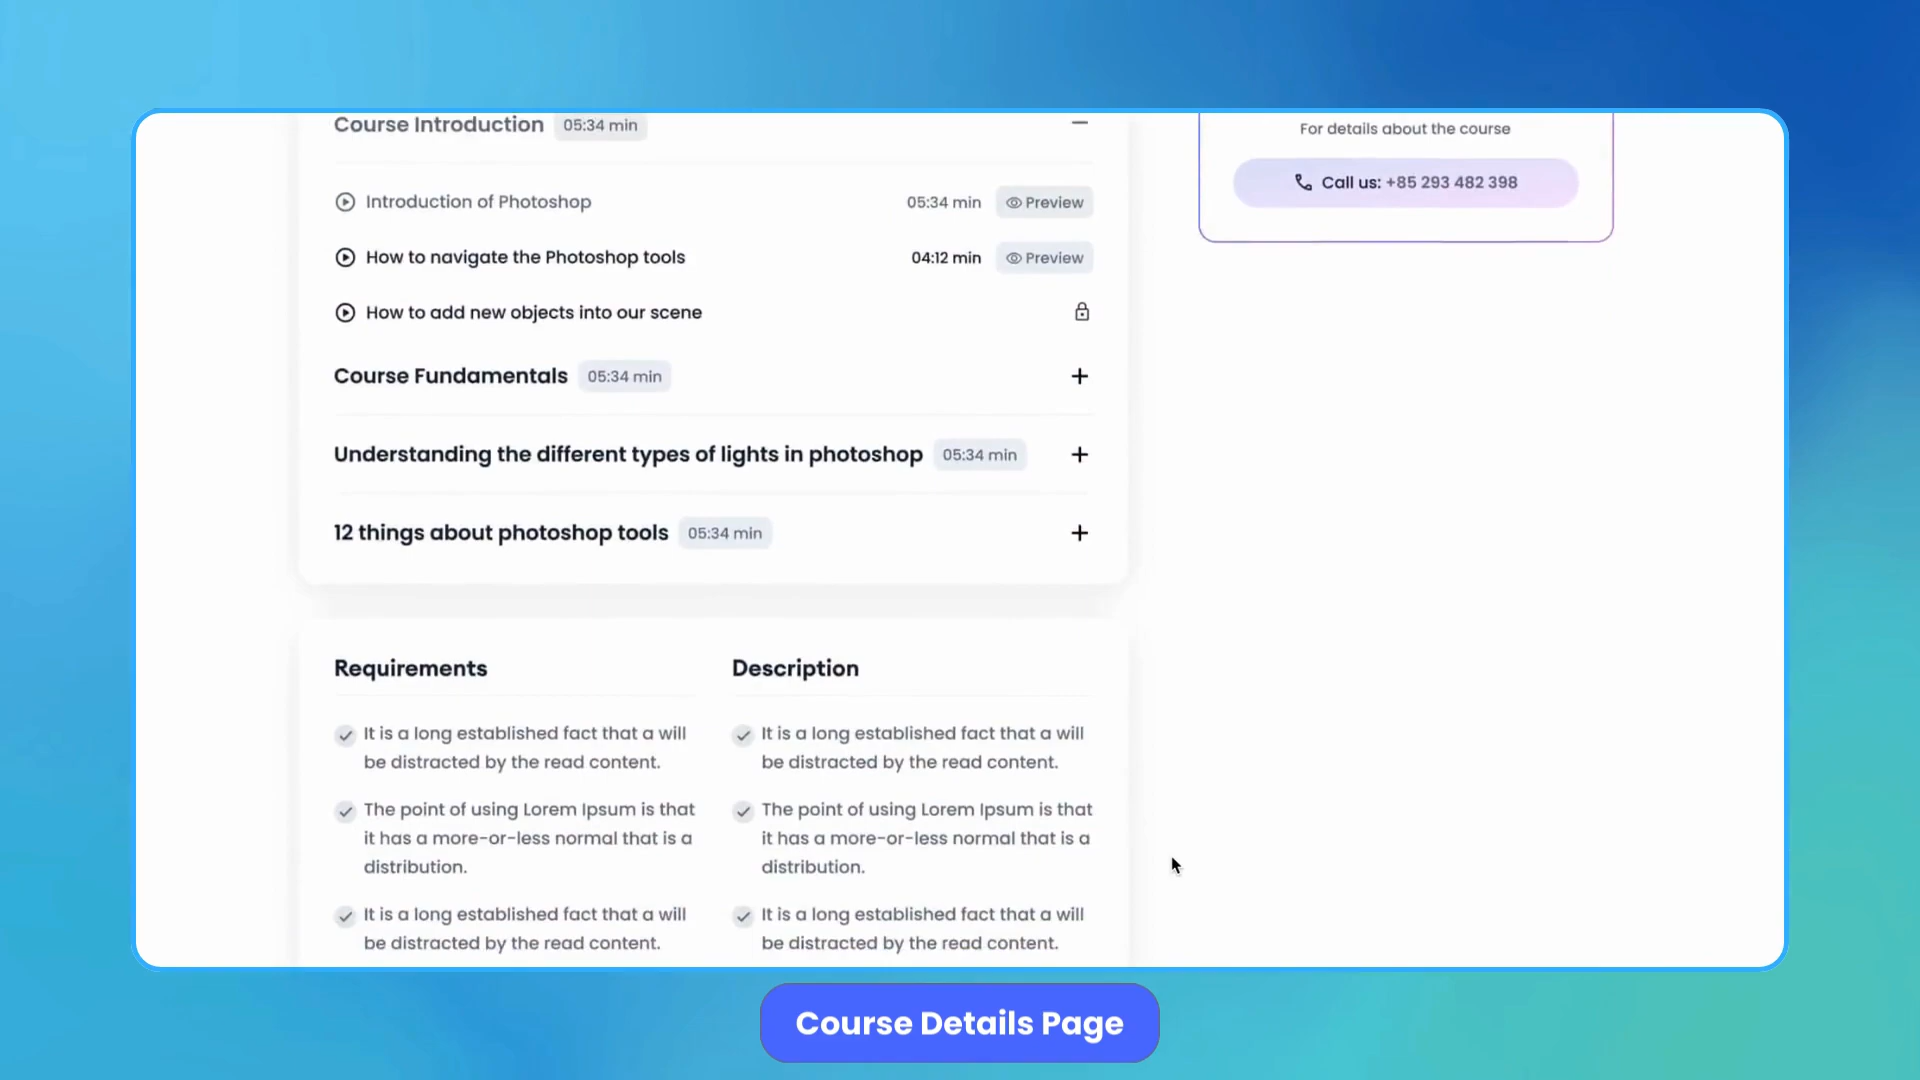 Course Introduction 05:34 min
Introduction of Photoshop 05:34 min Preview
How to navigate the Photoshop tools 04:12 min Preview
How to add new objects into our scene
Course Fundamentals 05:34 min
Understanding the different types of lights in photoshop 05:34 min
12 things about photoshop tools 05:34 min
For details about the course
Call us: +85 293 482 398
Requirements
It is a long established fact that a will
be distracted by the read content.
The point of using Lorem Ipsum is that
it has a more-or-less normal that is a
distribution.
It is a long established fact that a will
be distracted by the read content.
Description
It is a long established fact that a will
be distracted by the read content.
The point of using Lorem Ipsum is that
it has a more-or-less normal that is a
distribution.
It is a long established fact that a will
be distracted by the read content.
Course Details Page